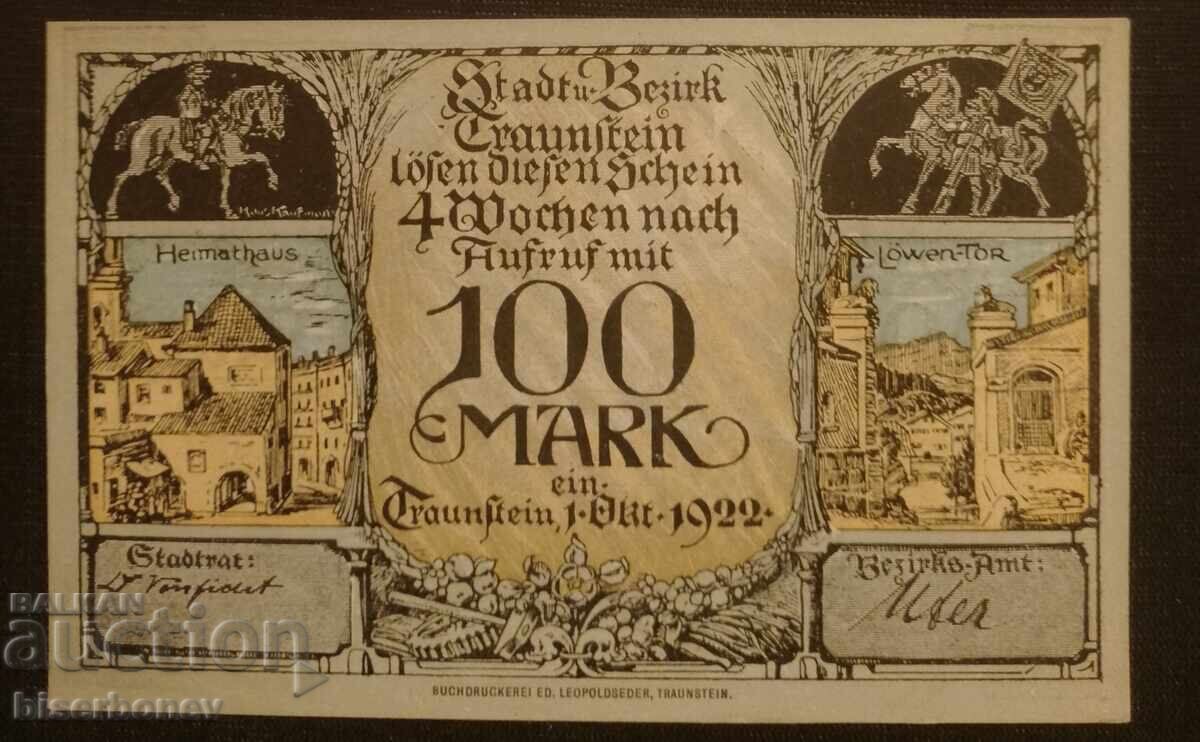 Stadt u. Bezirk
Traunstein
lösen diesen Schein
4 Wochen nach
Aufruf mit
100
MARK
ein.
Traunstein, 1. Okt. 1922.
Heimathaus
Löwen-Tor
Stadtrat:
Bezirks-Amt:
BUCHDRUCKEREI ED. LEOPOLDSEDER, TRAUNSTEIN.
BALKAN
auction
biserbonev